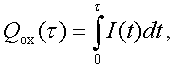 Q_ox(τ) = ∫_0^τ I(t)dt,